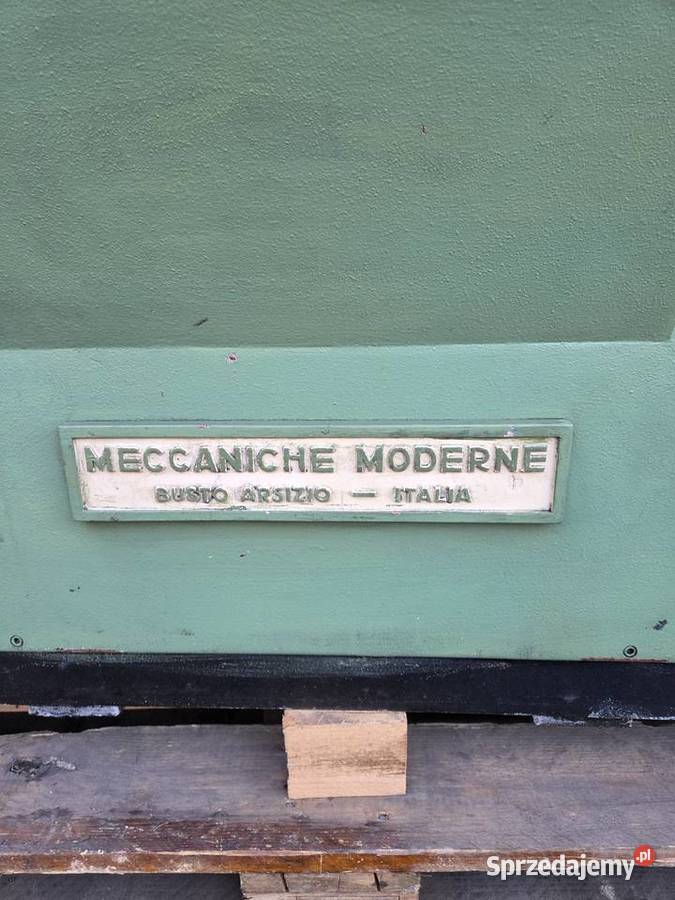 MECCANICHE MODERNE
BUSTO ARSIZIO — ITALIA
Sprzedajemy.pl